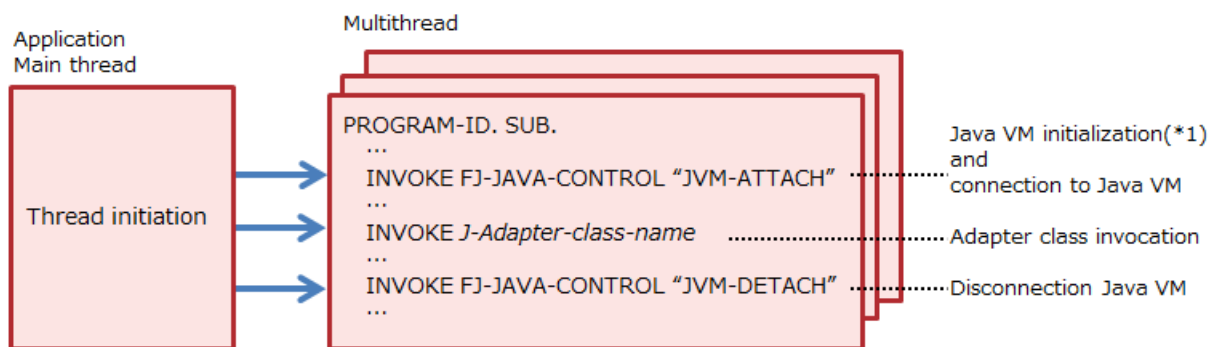 Application
Main thread
Multithread
Thread initiation
PROGRAM-ID. SUB.
...
INVOKE FJ-JAVA-CONTROL “JVM-ATTACH”
...
INVOKE J-Adapter-class-name
...
INVOKE FJ-JAVA-CONTROL “JVM-DETACH”
...
Java VM initialization(*1)
and
connection to Java VM
Adapter class invocation
Disconnection Java VM